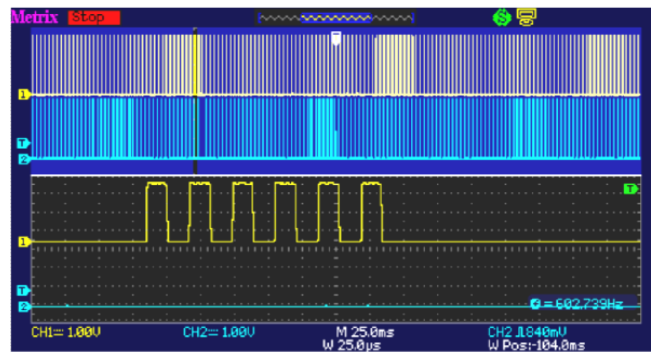 Metrix Stop
S
1
T
2
T
1
T
2
= 602.739Hz
CH1= 1.00V CH2= 1.00V M 25.0ms CH2 840mV
W 25.0μs W Pos:-104.0ms